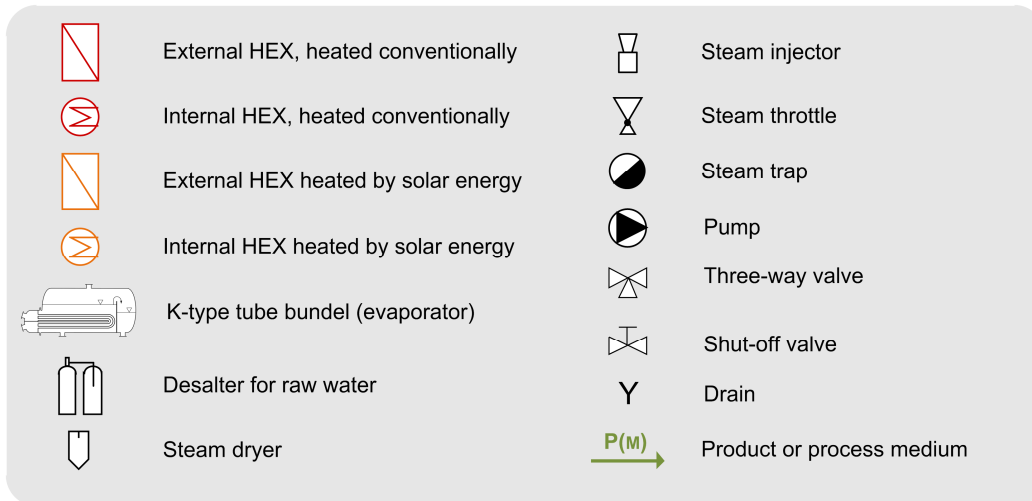 External HEX, heated conventionally
Internal HEX, heated conventionally
External HEX heated by solar energy
Internal HEX heated by solar energy
K-type tube bundel (evaporator)
Desalter for raw water
Steam dryer
Steam injector
Steam throttle
Steam trap
Pump
Three-way valve
Shut-off valve
Y Drain
P(M) Product or process medium